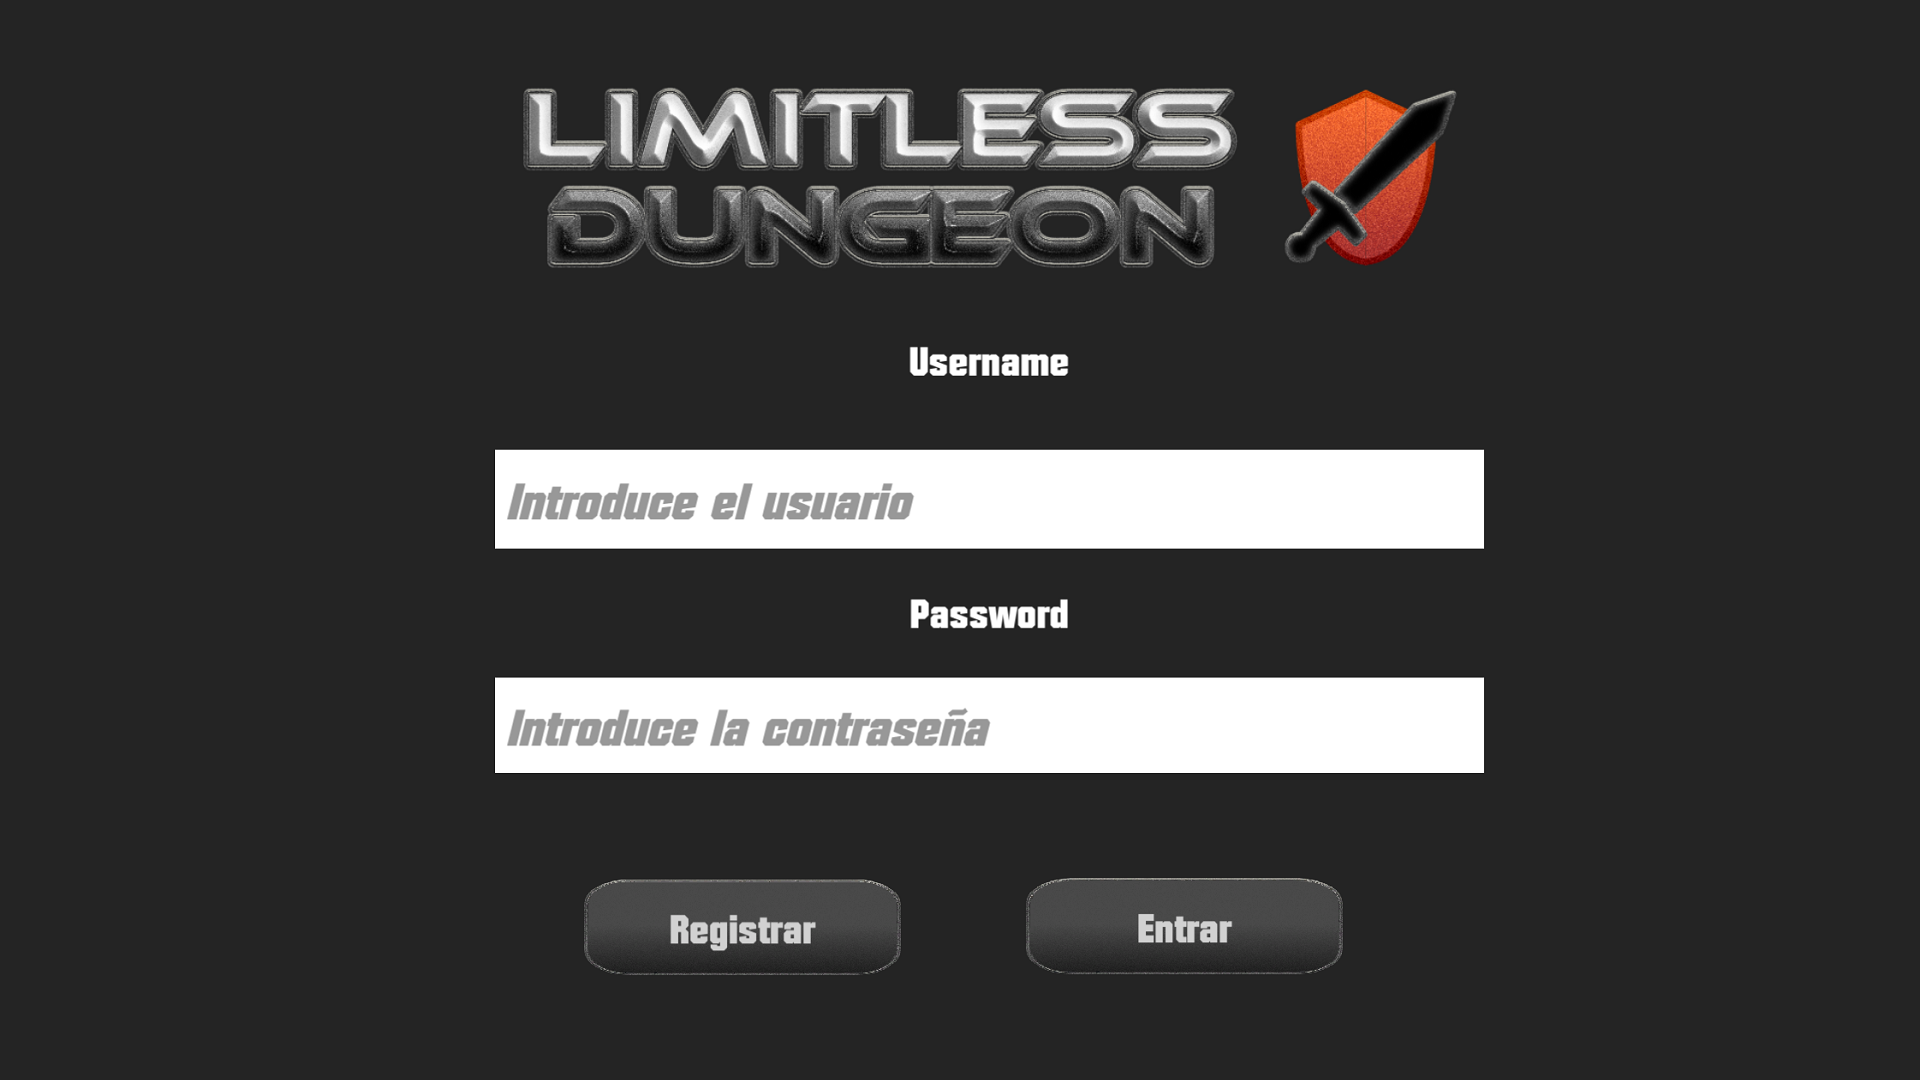 LIMITLESS
DUNGEON
Username
Introduce el usuario
Password
Introduce la contraseña
Registrar
Entrar